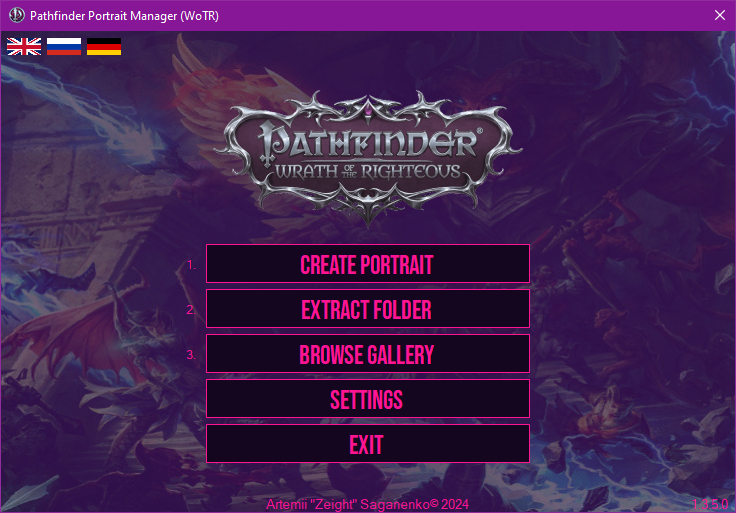 Pathfinder Portrait Manager (WoTR)
PATHFINDER®
WRATH OF THE RIGHTEOUS
1. CREATE PORTRAIT
2. EXTRACT FOLDER
3. BROWSE GALLERY
SETTINGS
EXIT
Artemii "Zeight" Saganenko© 2024
1.3.5.0